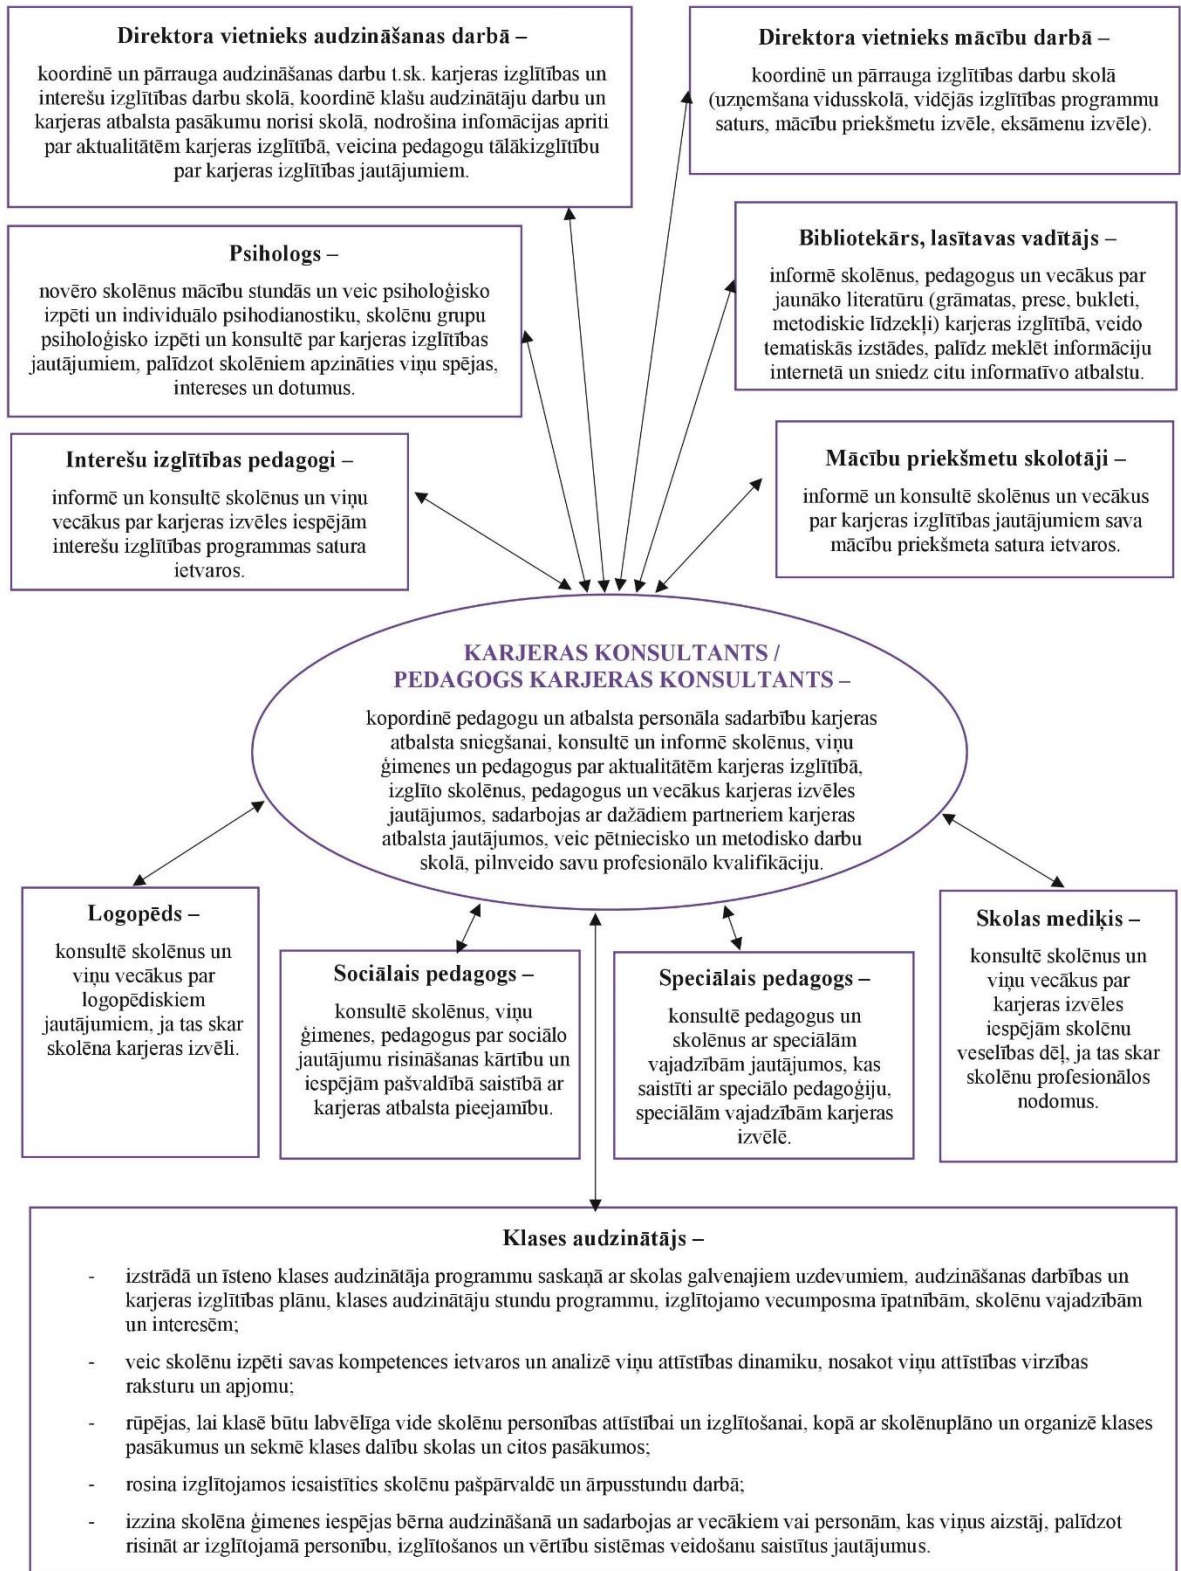 Direktora vietnieks audzināšanas darbā –
koordinē un pārrauga audzināšanas darbu t.sk. karjeras izglītības un
interešu izglītības darbu skolā, koordinē klašu audzinātāju darbu un
karjeras atbalsta pasākumu norisi skolā, nodrošina infomācijas apriti
par aktualitātēm karjeras izglītībā, veicina pedagogu tālākizglītību
par karjeras izglītības jautājumiem.
Direktora vietnieks mācību darbā –
koordinē un pārrauga izglītības darbu skolā
(uzņemšana vidusskolā, vidējās izglītības programmu
saturs, mācību priekšmetu izvēle, eksāmenu izvēle).
Psihologs –
novēro skolēnus mācību stundās un veic psiholoģisko
izpēti un individuālo psihodianostiku, skolēnu grupu
psiholoģisko izpēti un konsultē par karjeras izglītības
jautājumiem, palīdzot skolēniem apzināties viņu spējas,
intereses un dotumus.
Bibliotekārs, lasītavas vadītājs –
informē skolēnus, pedagogus un vecākus par
jaunāko literatūru (grāmatas, prese, bukleti,
metodiskie līdzekļi) karjeras izglītībā, veido
tematiskās izstādes, palīdz meklēt informāciju
internetā un sniedz citu informatīvo atbalstu.
Interešu izglītības pedagogi –
informē un konsultē skolēnus un viņu
vecākus par karjeras izvēles iespējām
interešu izglītības programmas satura
ietvaros.
Mācību priekšmetu skolotāji –
informē un konsultē skolēnus un vecākus
par karjeras izglītības jautājumiem sava
mācību priekšmeta satura ietvaros.
KARJERAS KONSULTANTS /
PEDAGOGS KARJERAS KONSULTANTS –
kopordinē pedagogu un atbalsta personāla sadarbību karjeras
atbalsta sniegšanai, konsultē un informē skolēnus, viņu
ģimenes un pedagogus par aktualitātēm karjeras izglītībā,
izglīto skolēnus, pedagogus un vecākus karjeras izvēles
jautājumos, sadarbojas ar dažādiem partneriem karjeras
atbalsta jautājumos, veic pētniecisko un metodisko darbu
skolā, pilnveido savu profesionālo kvalifikāciju.
Logopēds –
konsultē skolēnus un
viņu vecākus par
logopēdiskiem
jautājumiem, ja tas skar
skolēna karjeras izvēli.
Sociālais pedagogs –
konsultē skolēnus, viņu
ģimenes, pedagogus par sociālo
jautājumu risināšanas kārtību un
iespējām pašvaldībā saistībā ar
karjeras atbalsta pieejamību.
Speciālais pedagogs –
konsultē pedagogus un
skolēnus ar speciālām
vajadzībām jautājumos, kas
saistīti ar speciālo pedagoģiju,
speciālām vajadzībām karjeras
izvēlē.
Skolas mediķis –
konsultē skolēnus un
viņu vecākus par
karjeras izvēles
iespējām skolēnu
veselības dēļ, ja tas skar
skolēnu profesionālos
nodomus.
Klases audzinātājs –
- izstrādā un īsteno klases audzinātāja programmu saskaņā ar skolas galvenajiem uzdevumiem, audzināšanas darbības un
karjeras izglītības plānu, klases audzinātāju stundu programmu, izglītojamo vecumposma īpatnībām, skolēnu vajadzībām
un interesēm;
- veic skolēnu izpēti savas kompetences ietvaros un analizē viņu attīstības dinamiku, nosakot viņu attīstības virzības
raksturu un apjomu;
- rūpējas, lai klasē būtu labvēlīga vide skolēnu personības attīstībai un izglītošanai, kopā ar skolēnuplāno un organizē klases
pasākumus un sekmē klases dalību skolas un citos pasākumos;
- rosina izglītojamos iesaistīties skolēnu pašpārvaldē un ārpusstundu darbā;
- izzina skolēna ģimenes iespējas bērna audzināšanā un sadarbojas ar vecākiem vai personām, kas viņus aizstāj, palīdzot
risināt ar izglītojamā personību, izglītošanos un vērtību sistēmas veidošanu saistītus jautājumus.